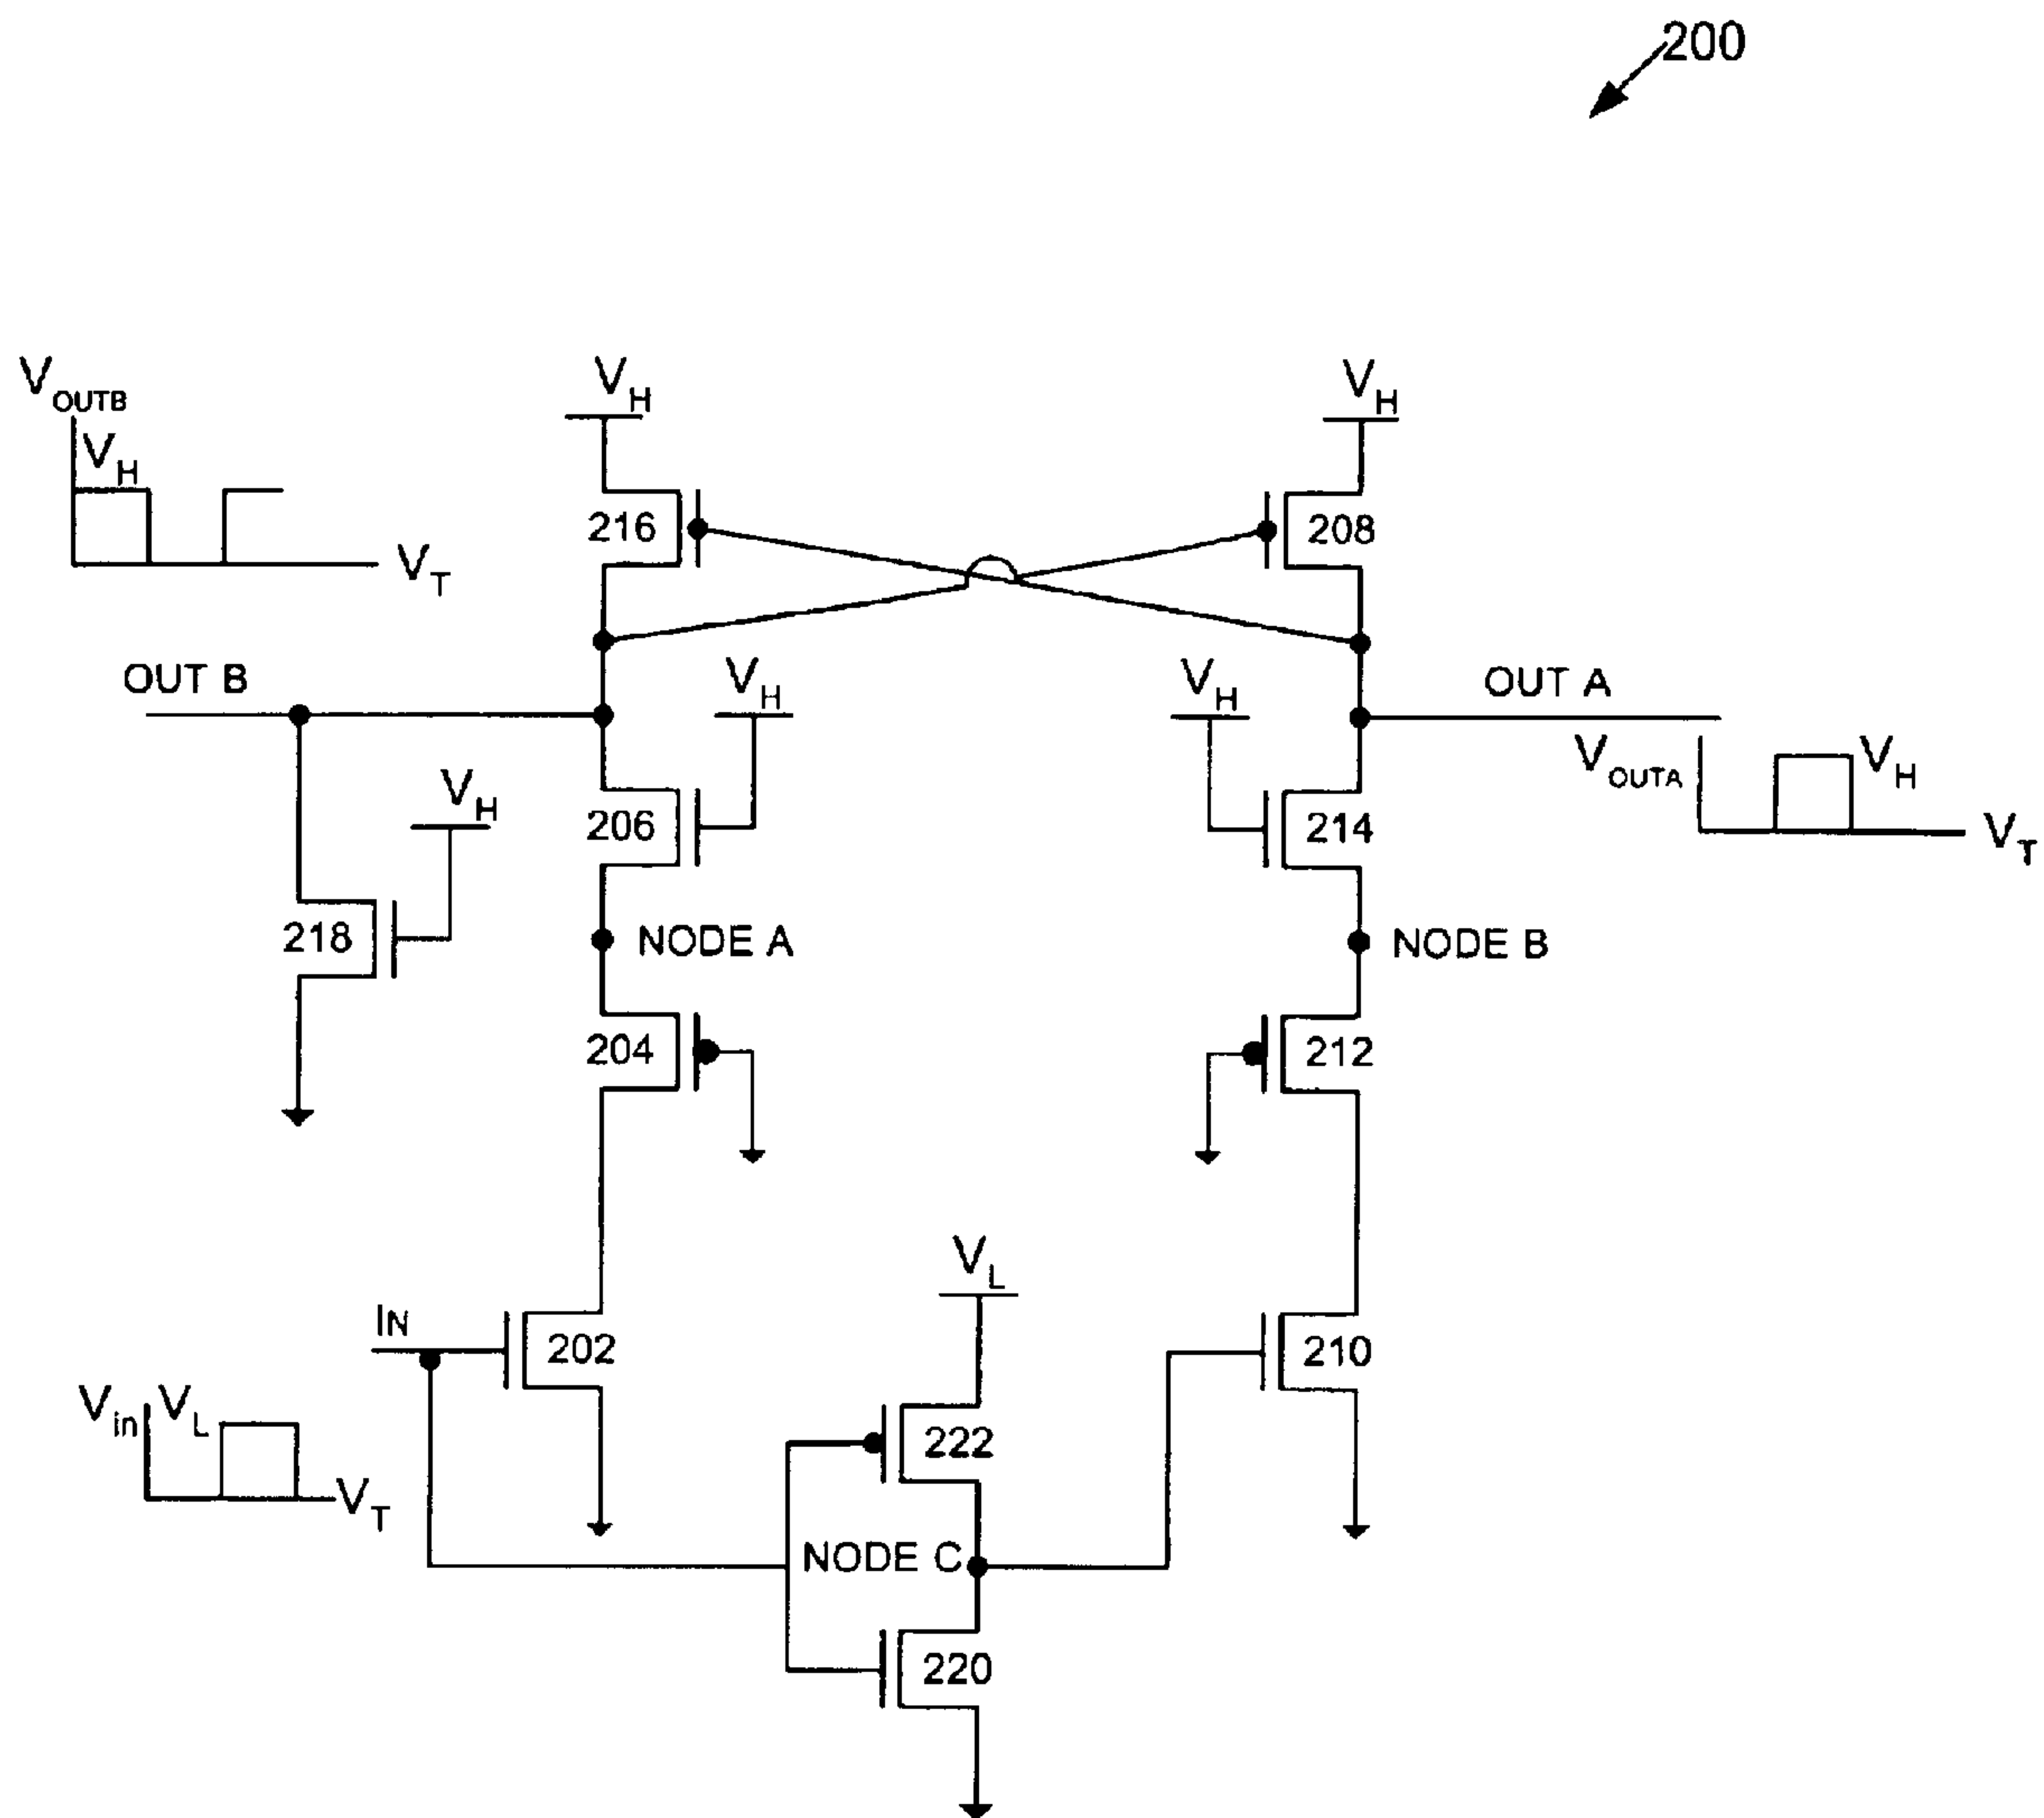 200
V_OUTB
V_H
V_T
V_H
216
V_H
208
OUT B
V_H
206
V_H
214
OUT A
V_OUTA
V_H
V_T
V_H
218
NODE A
NODE B
204
212
V_L
IN
202
210
V_in
V_L
V_T
222
NODE C
220